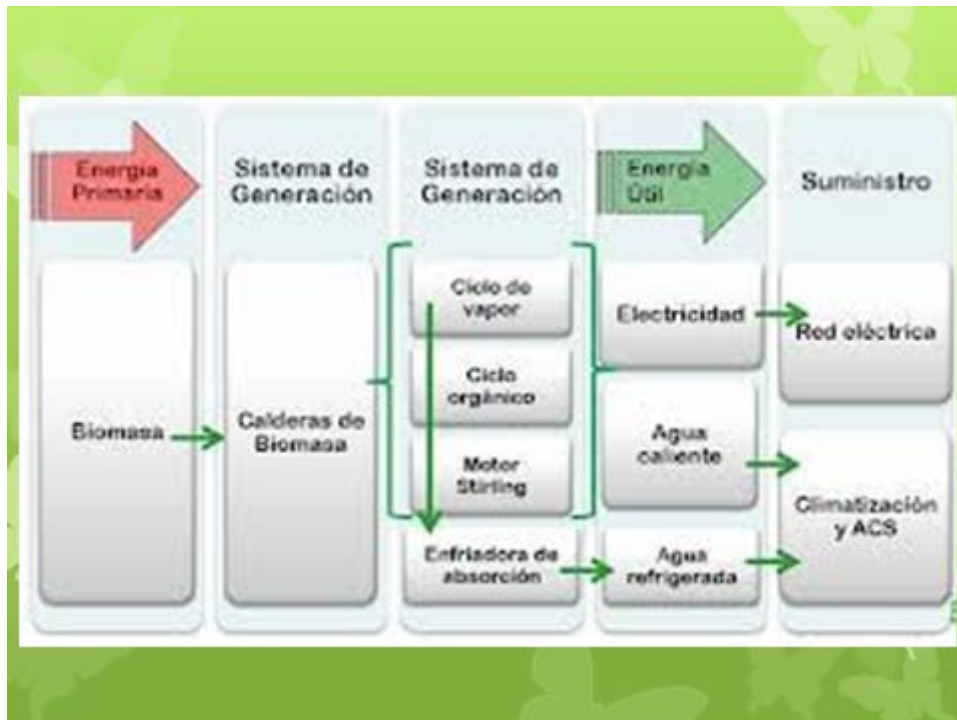 Energía
Primaria
Sistema de
Generación
Sistema de
Generación
Energía
Útil
Suministro
Biomasa
Calderas de
Biomasa
Ciclo de
vapor
Ciclo
orgánico
Motor
Stirling
Enfriadora de
absorción
Electricidad
Agua
caliente
Agua
refrigerada
Red eléctrica
Climatización
y ACS